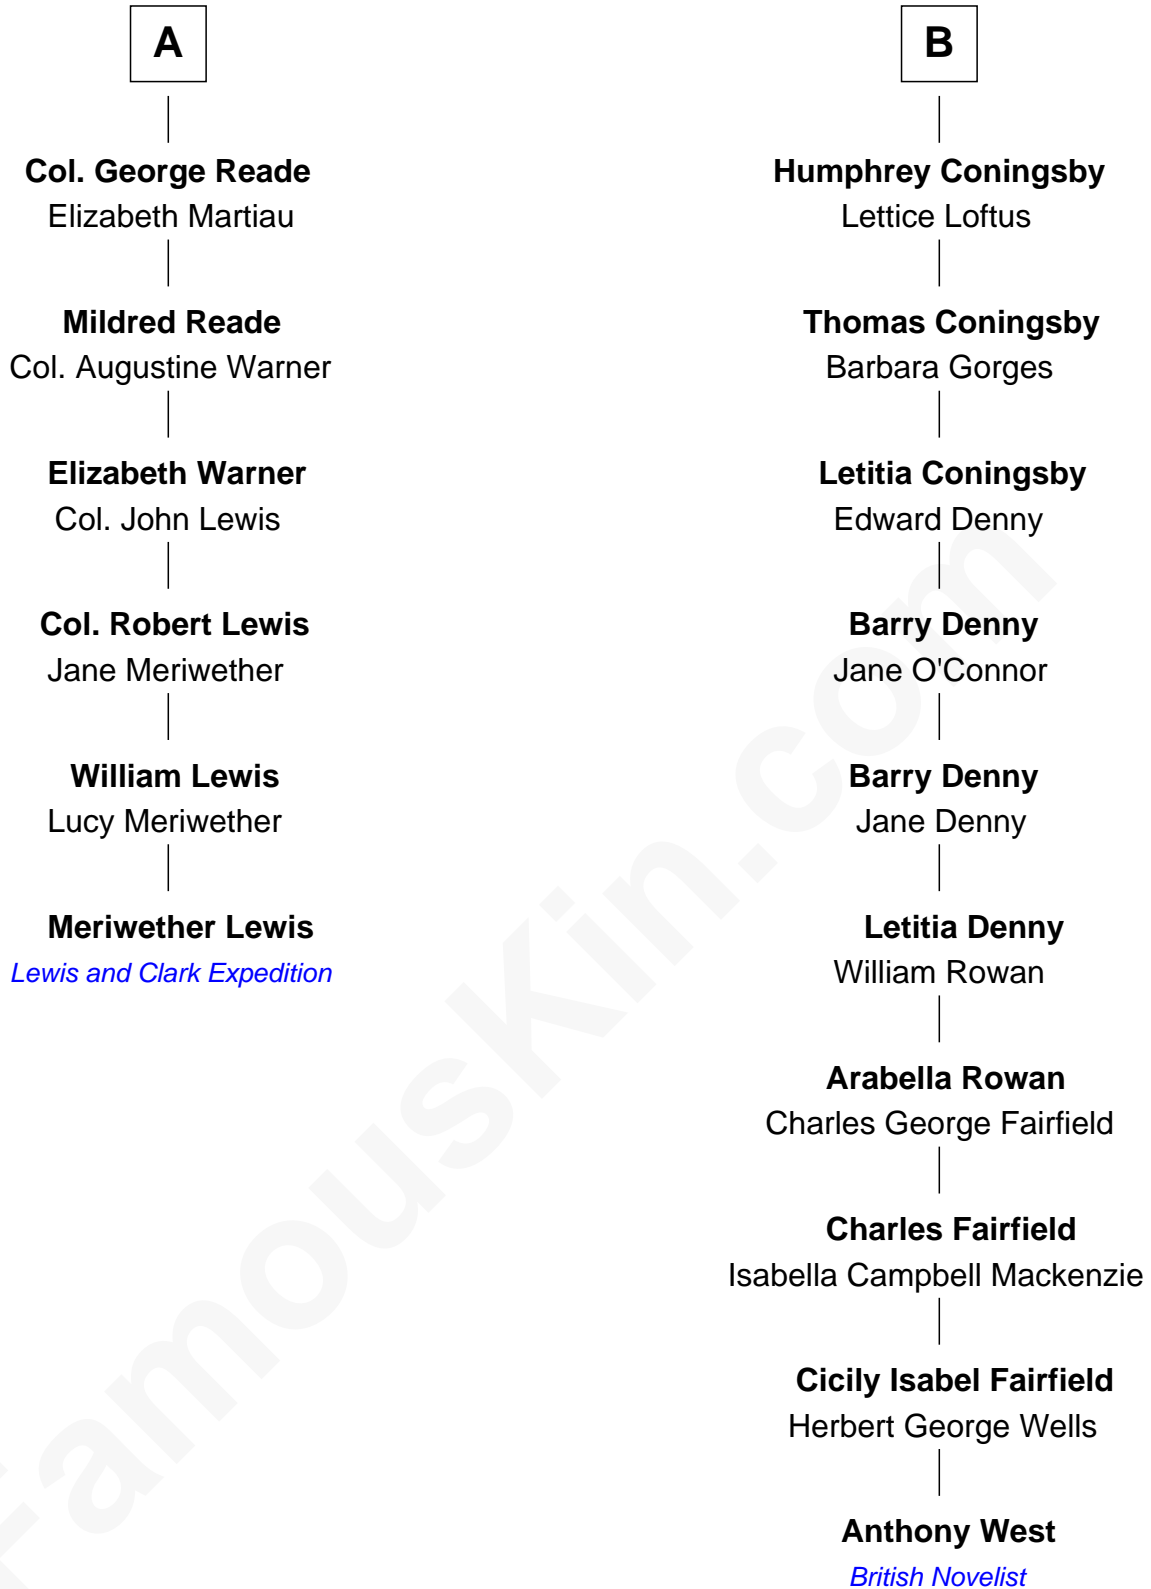 A
Col. George Reade
Elizabeth Martiau
Mildred Reade
Col. Augustine Warner
Elizabeth Warner
Col. John Lewis
Col. Robert Lewis
Jane Meriwether
William Lewis
Lucy Meriwether
Meriwether Lewis
Lewis and Clark Expedition
B
Humphrey Coningsby
Lettice Loftus
Thomas Coningsby
Barbara Gorges
Letitia Coningsby
Edward Denny
Barry Denny
Jane O'Connor
Barry Denny
Jane Denny
Letitia Denny
William Rowan
Arabella Rowan
Charles George Fairfield
Charles Fairfield
Isabella Campbell Mackenzie
Cicily Isabel Fairfield
Herbert George Wells
Anthony West
British Novelist
FamousKin.com